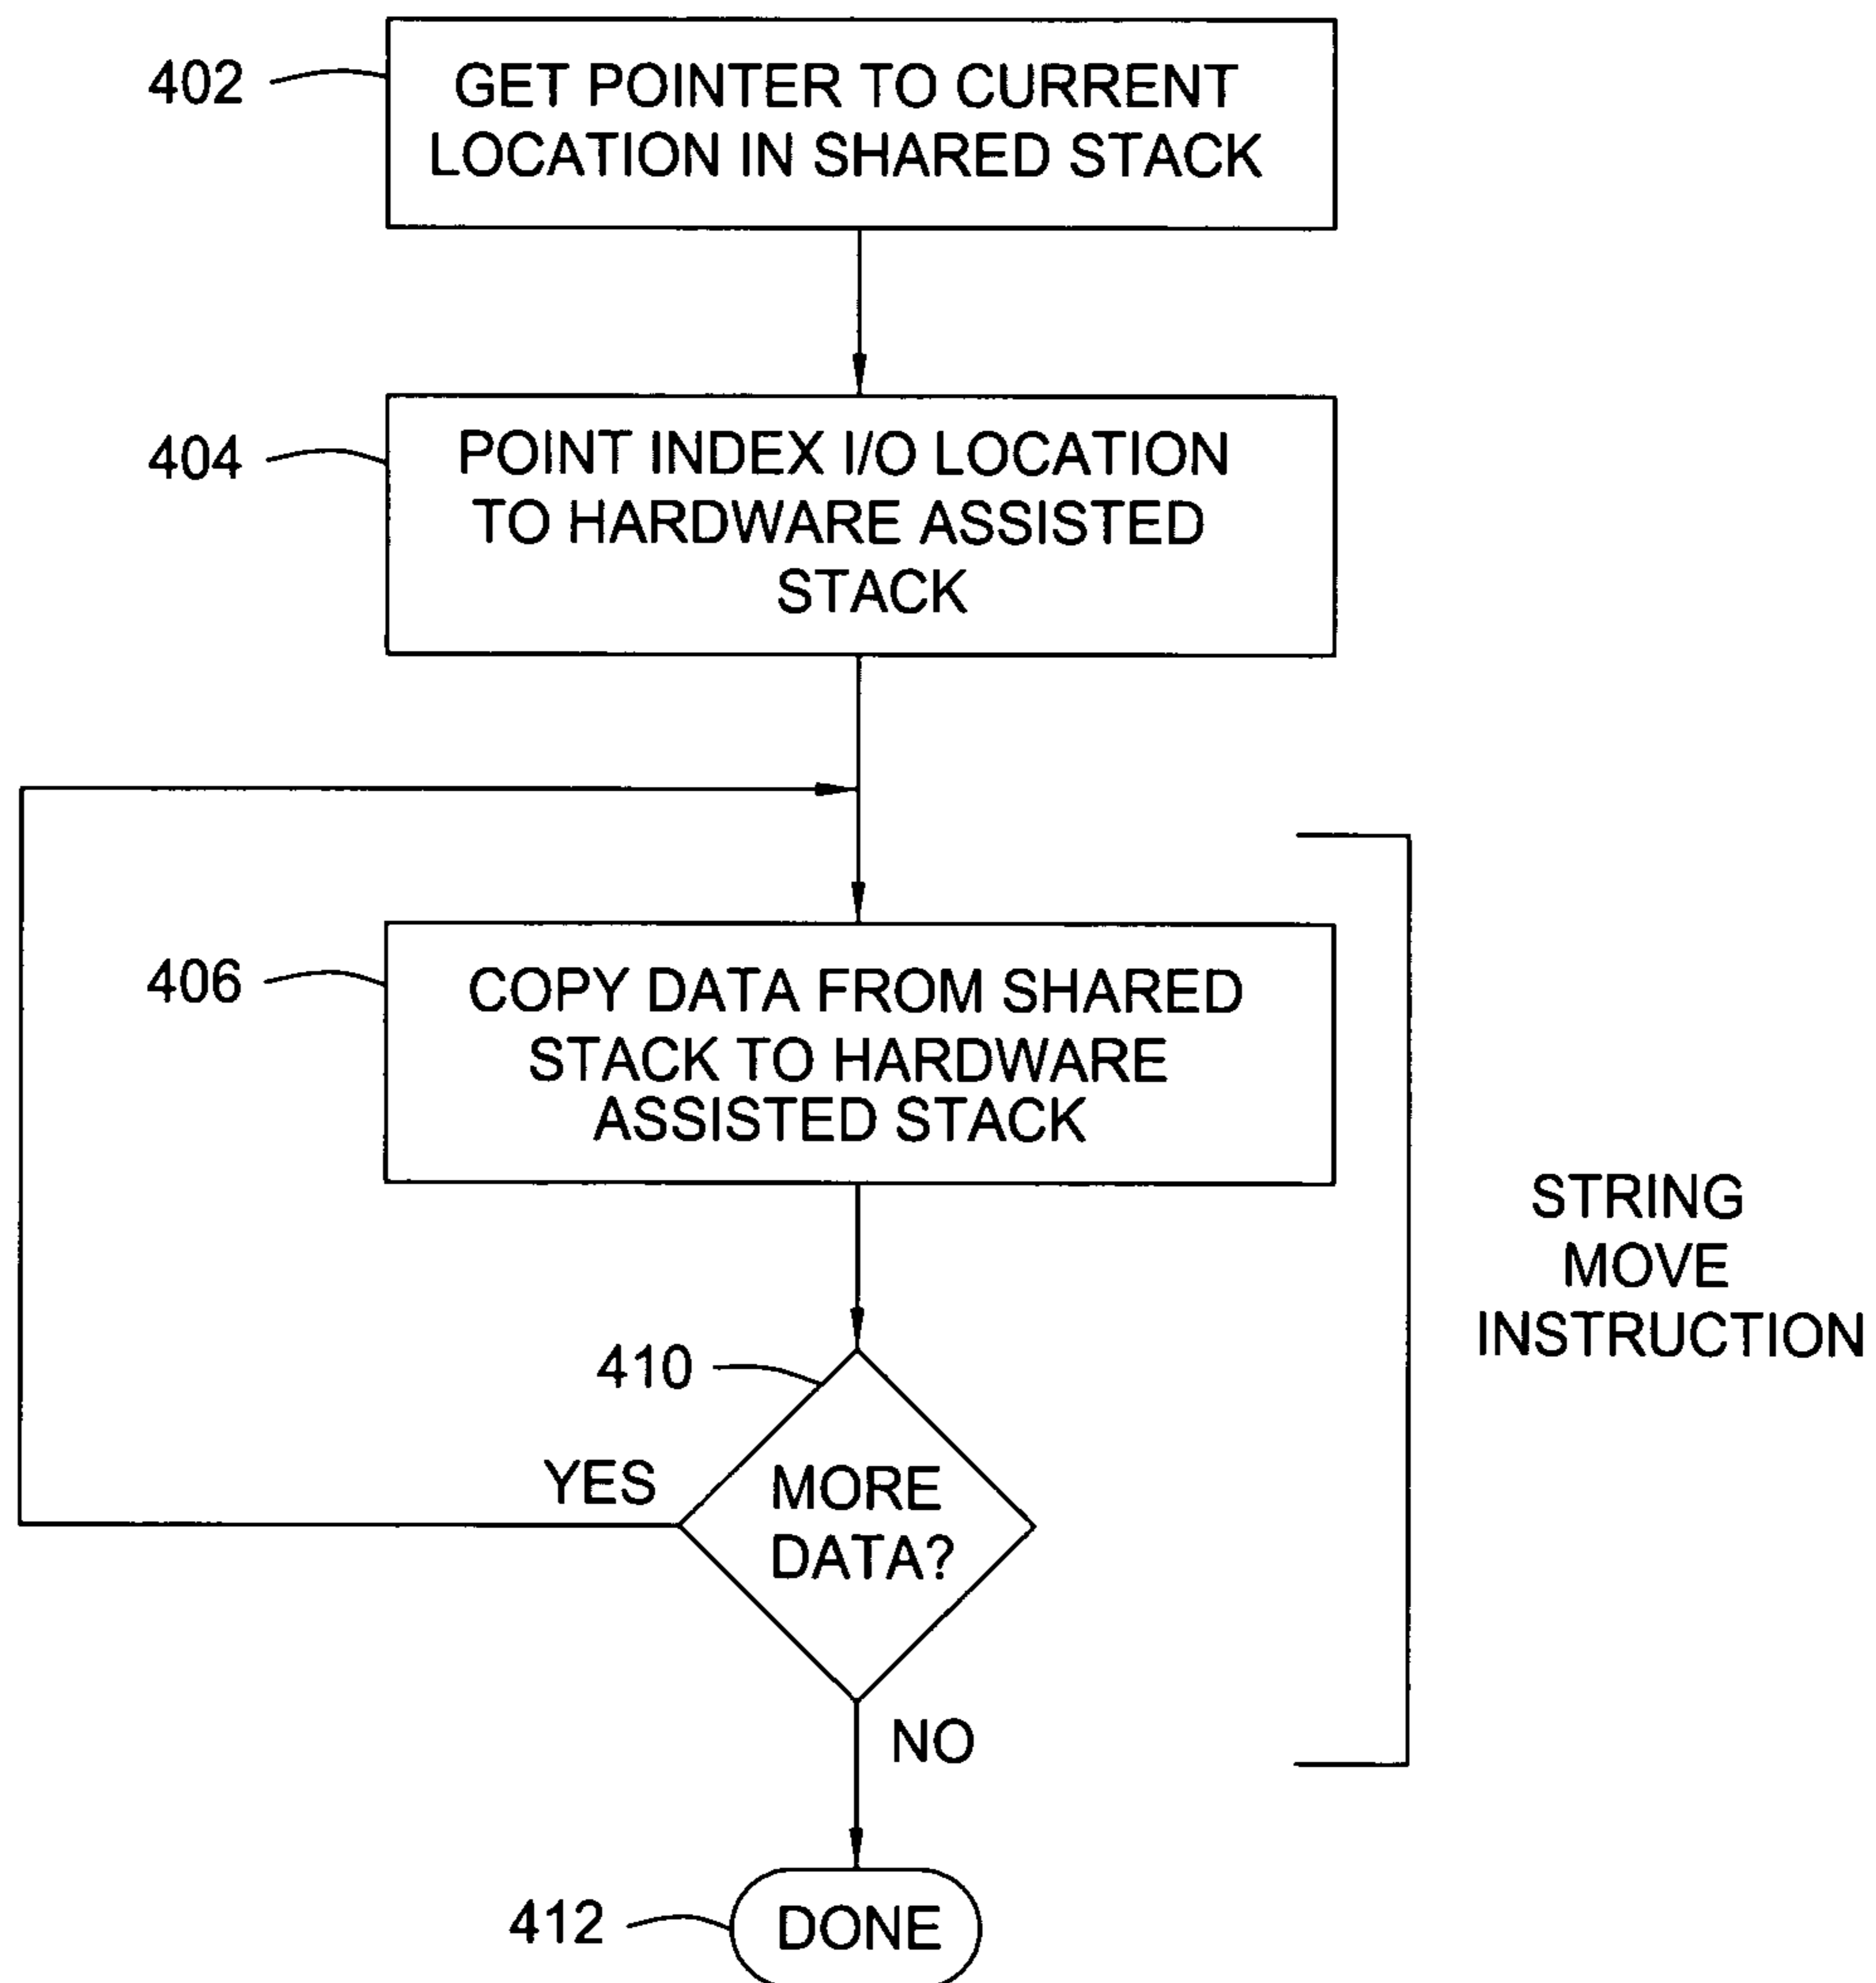 402
GET POINTER TO CURRENT
LOCATION IN SHARED STACK
404
POINT INDEX I/O LOCATION
TO HARDWARE ASSISTED
STACK
406
COPY DATA FROM SHARED
STACK TO HARDWARE
ASSISTED STACK
STRING
MOVE
INSTRUCTION
410
YES
MORE
DATA?
NO
412
DONE